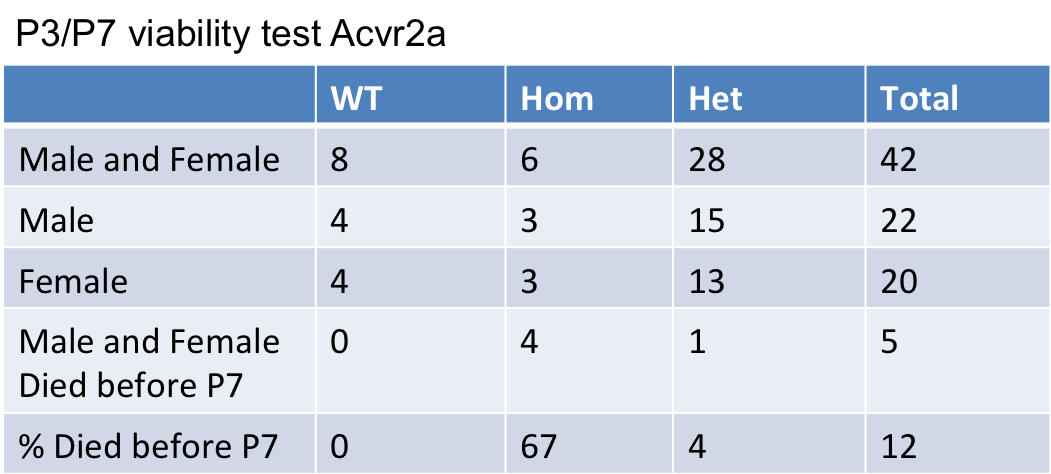 P3/P7 viability test Acvr2a
WT Hom Het Total
Male and Female 8 6 28 42
Male 4 3 15 22
Female 4 3 13 20
Male and Female 0 4 1 5
Died before P7
% Died before P7 0 67 4 12